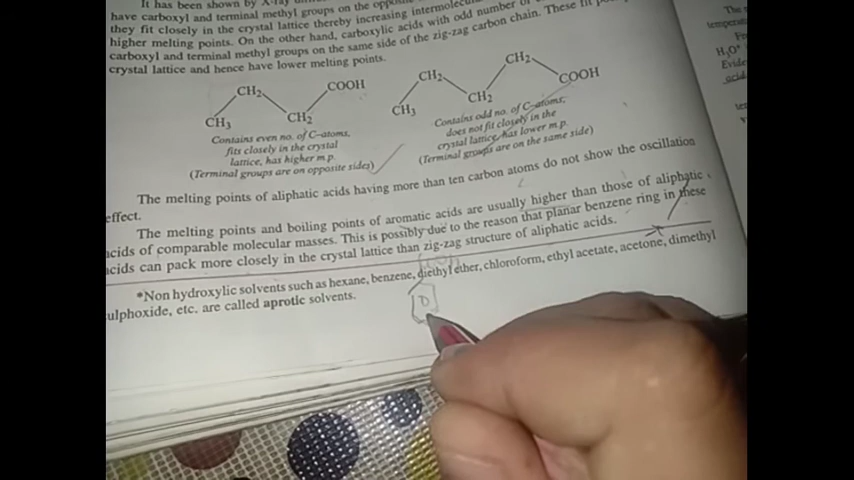 It has been shown by X-ray
have carboxyl and terminal methyl groups on the opposite
they fit closely in the crystal lattice thereby increasing
higher melting points. On the other hand, carboxylic acids with odd number of
carboxyl and terminal methyl groups on the same side of the zig-zag carbon chain. These fit
crystal lattice and hence have lower melting points.
CH2 COOH
CH3 CH2
CH2 CH2 COOH
CH3 CH2
Contains even no. of C-atoms,
fits closely in the crystal
lattice, has higher m.p.
(Terminal groups are on opposite sides)
Contains odd no. of C-atoms;
does not fit closely in the
crystal lattice, has lower m.p.
(Terminal groups are on the same side)
The melting points of aliphatic acids having more than ten carbon atoms do not show the oscillation
effect.
The melting points and boiling points of aromatic acids are usually higher than those of aliphatic
acids of comparable molecular masses. This is possibly due to the reason that planar benzene ring in these
acids can pack more closely in the crystal lattice than zig-zag structure of aliphatic acids.
*Non hydroxylic solvents such as hexane, benzene, diethyl ether, chloroform, ethyl acetate, acetone, dimethyl
ulphoxide, etc. are called aprotic solvents.
The
H3O+
Evide
acid